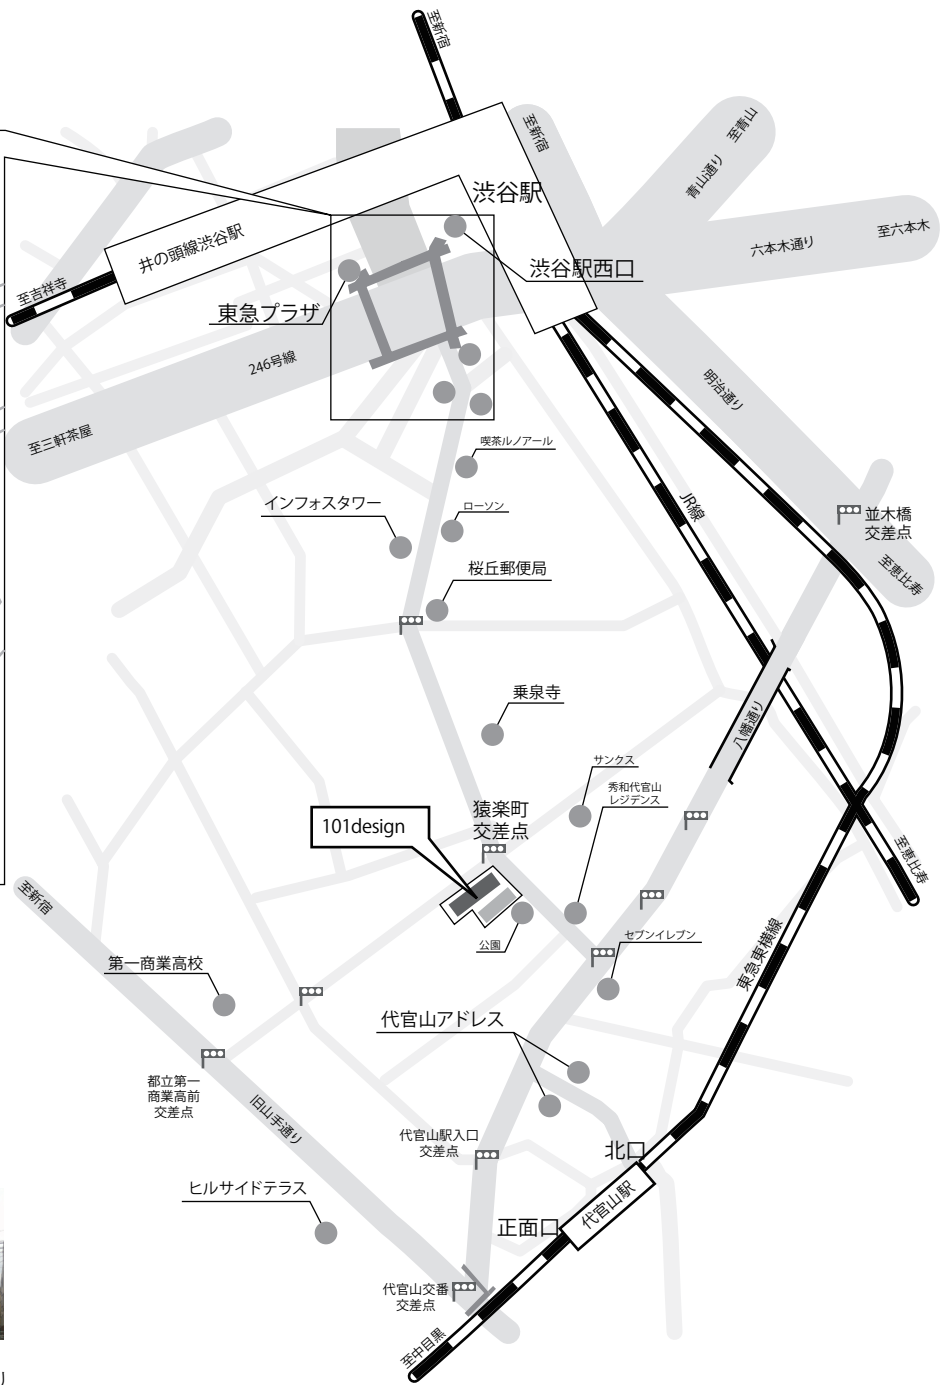 至新宿
至新宿
至青山
青山通り
渋谷駅
六本木通り
至六本木
井の頭線渋谷駅
渋谷駅西口
至吉祥寺
東急プラザ
246号線
明治通り
至三軒茶屋
喫茶ルノアール
JR線
インフォスタワー
ローソン
並木橋
交差点
桜丘郵便局
至恵比寿
乗泉寺
八幡通り
サンクス
秀和代官山
レジデンス
101design
猿楽町
交差点
至恵比寿
至新宿
公園
セブンイレブン
東急東横線
第一商業高校
代官山アドレス
都立第一
商業高前
交差点
旧山手通り
代官山駅入口
交差点
北口
代官山駅
ヒルサイドテラス
正面口
代官山交番
交差点
至中目黒